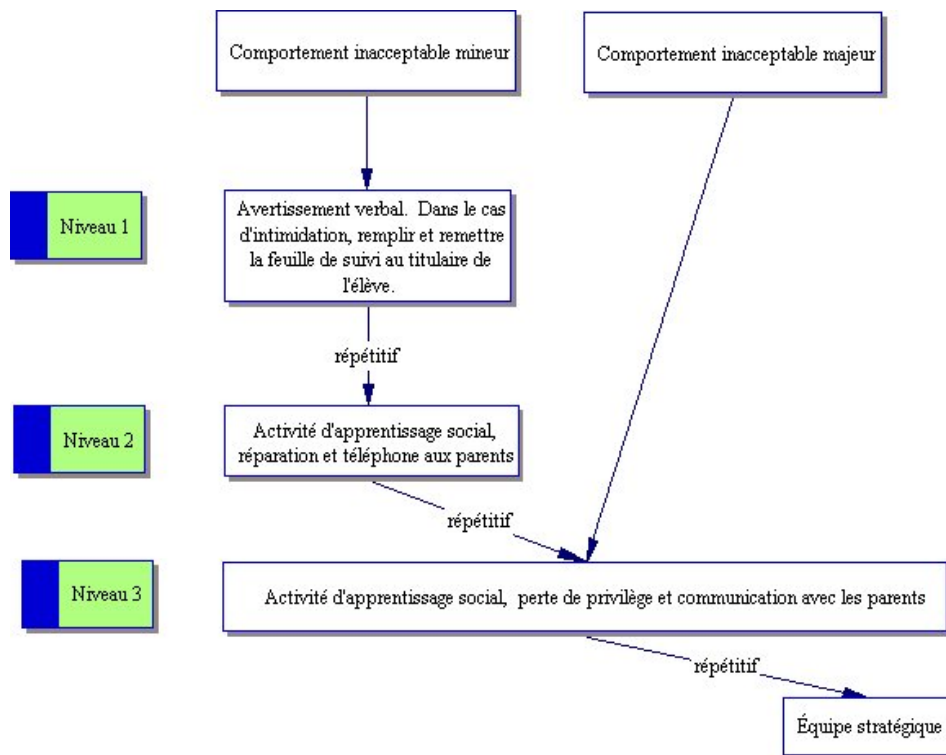 Comportement inacceptable mineur
Comportement inacceptable majeur
Niveau 1
Avertissement verbal. Dans le cas
d'intimidation, remplir et remettre
la feuille de suivi au titulaire de
l'élève.
répétitif
Niveau 2
Activité d'apprentissage social,
réparation et téléphone aux parents
répétitif
Niveau 3
Activité d'apprentissage social, perte de privilège et communication avec les parents
répétitif
Équipe stratégique